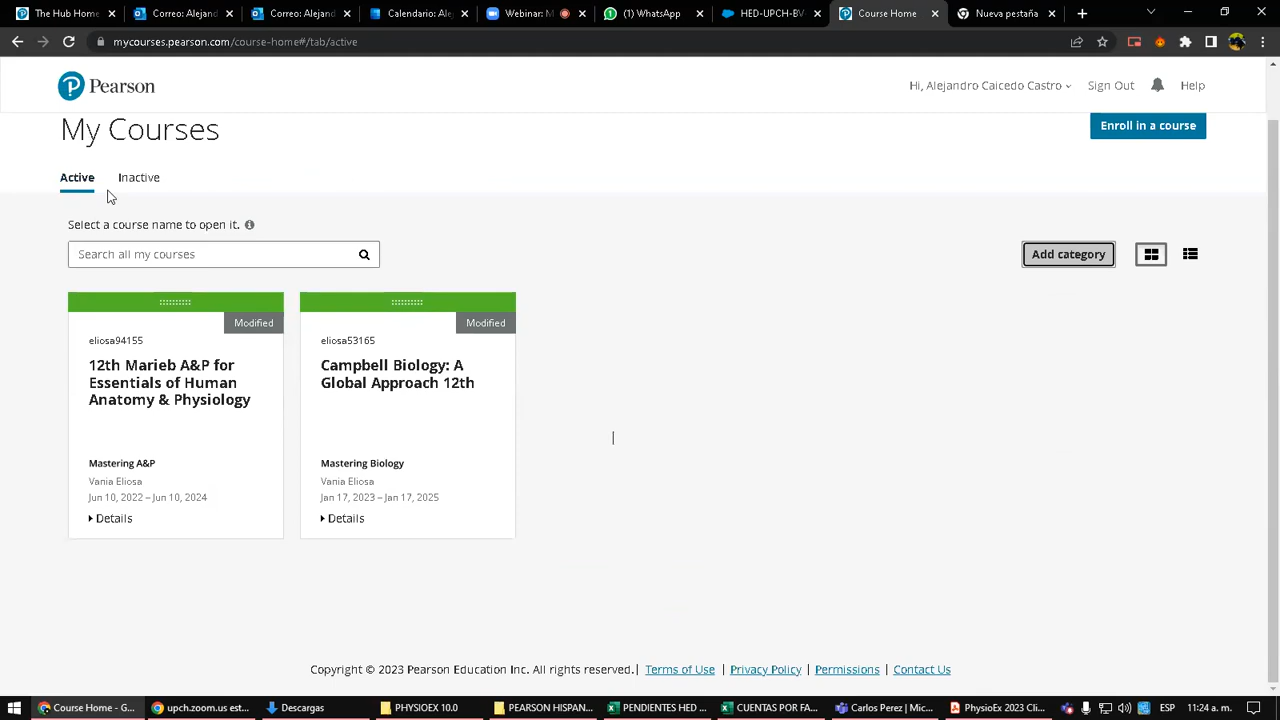 The Hub Home
Correo: Alejand
Correo: Alejand
Calendario: Alejan
Webinar: M
(1) WhatsApp
HED-UPCH-BV-
Course Home
Nueva pestaña
mycourses.pearson.com/course-home#/tab/active
Pearson
Hi, Alejandro Caicedo Castro
Sign Out
Help
My Courses
Enroll in a course
Active
Inactive
Select a course name to open it.
Search all my courses
Add category
Modified
eliosa94155
12th Marieb A&P for
Essentials of Human
Anatomy & Physiology
Mastering A&P
Vania Eliosa
Jun 10, 2022 – Jun 10, 2024
Details
Modified
eliosa53165
Campbell Biology: A
Global Approach 12th
Mastering Biology
Vania Eliosa
Jan 17, 2023 – Jan 17, 2025
Details
Copyright © 2023 Pearson Education Inc. All rights reserved. | Terms of Use | Privacy Policy | Permissions | Contact Us
Course Home - G...
upch.zoom.us est...
Descargas
PHYSIOEX 10.0
PEARSON HISPAN...
PENDIENTES HED ...
CUENTAS POR FA...
Carlos Perez | Mic...
PhysioEx 2023 Cli...
ESP
11:24 a. m.